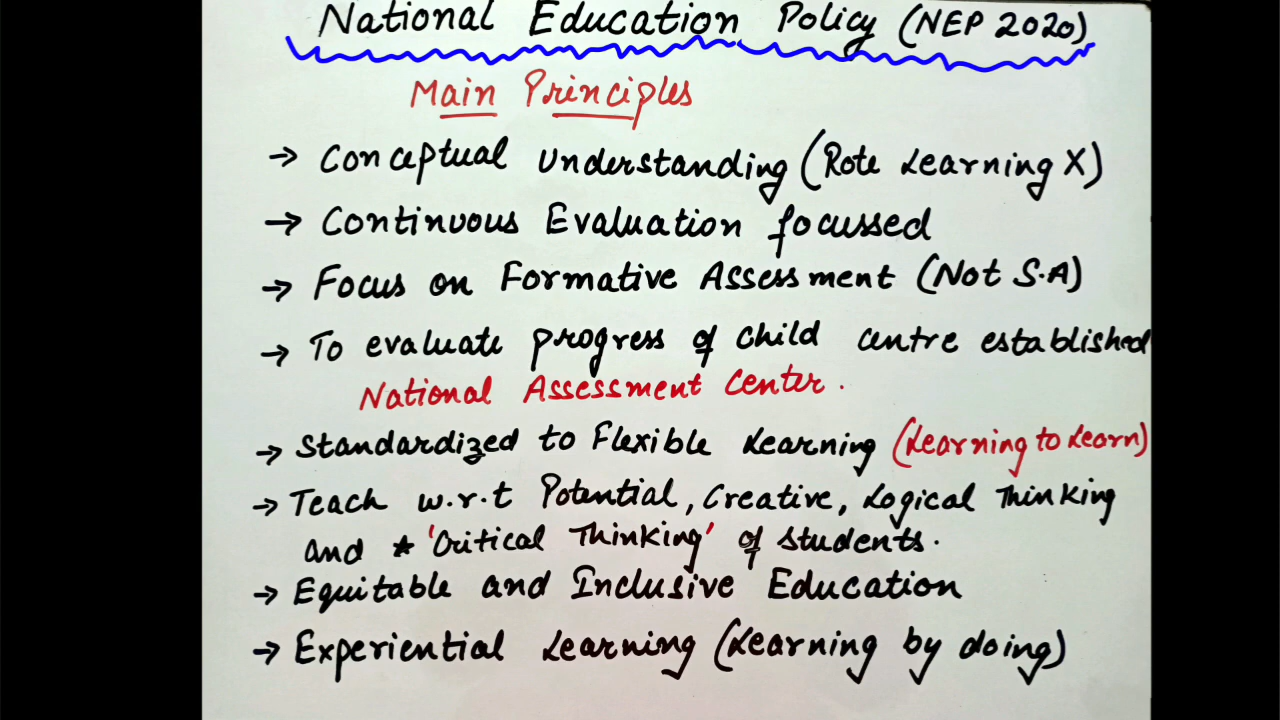 National Education Policy (NEP 2020)
Main Principles
→ Conceptual Understanding (Rote Learning X)
→ Continuous Evaluation focussed
→ Focus on Formative Assessment (Not S.A)
→ To evaluate progress of child centre established
National Assessment Center.
→ Standardized to Flexible Learning (Learning to Learn)
→ Teach w.r.t Potential, Creative, Logical Thinking
and * 'Critical Thinking' of students.
→ Equitable and Inclusive Education
→ Experiential Learning (Learning by doing)